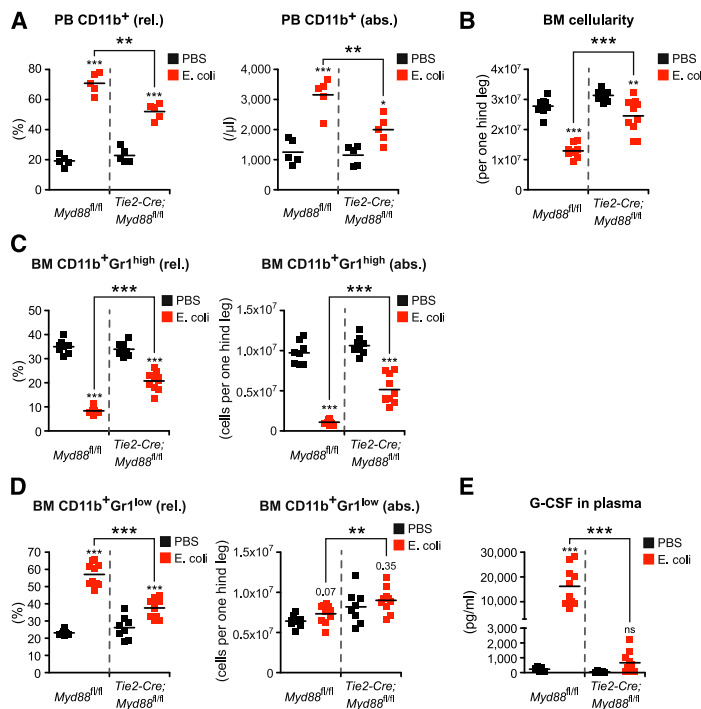 A
PB CD11b+ (rel.)
PBS
E. coli
80
60
40
20
0
(%)
***
**
***
Myd88fl/fl
Tie2-Cre;
Myd88fl/fl
PB CD11b+ (abs.)
PBS
E. coli
4,000
3,000
2,000
1,000
0
(/μl)
***
**
*
Myd88fl/fl
Tie2-Cre;
Myd88fl/fl
B
BM cellularity
PBS
E. coli
4x10⁷
3x10⁷
2x10⁷
1x10⁷
0
(per one hind leg)
***
***
**
Myd88fl/fl
Tie2-Cre;
Myd88fl/fl
C
BM CD11b+Gr1high (rel.)
PBS
E. coli
50
40
30
20
10
0
(%)
***
***
***
Myd88fl/fl
Tie2-Cre;
Myd88fl/fl
BM CD11b+Gr1high (abs.)
PBS
E. coli
1.5x10⁷
1.0x10⁷
0.5x10⁷
0
(cells per one hind leg)
***
***
***
Myd88fl/fl
Tie2-Cre;
Myd88fl/fl
D
BM CD11b+Gr1low (rel.)
PBS
E. coli
70
60
50
40
30
20
10
0
(%)
***
***
***
Myd88fl/fl
Tie2-Cre;
Myd88fl/fl
BM CD11b+Gr1low (abs.)
PBS
E. coli
1.5x10⁷
1.0x10⁷
0.5x10⁷
0
(cells per one hind leg)
**
0.07
0.35
Myd88fl/fl
Tie2-Cre;
Myd88fl/fl
E
G-CSF in plasma
PBS
E. coli
30,000
20,000
10,000
3,000
2,000
1,000
0
(pg/ml)
***
***
ns
Myd88fl/fl
Tie2-Cre;
Myd88fl/fl